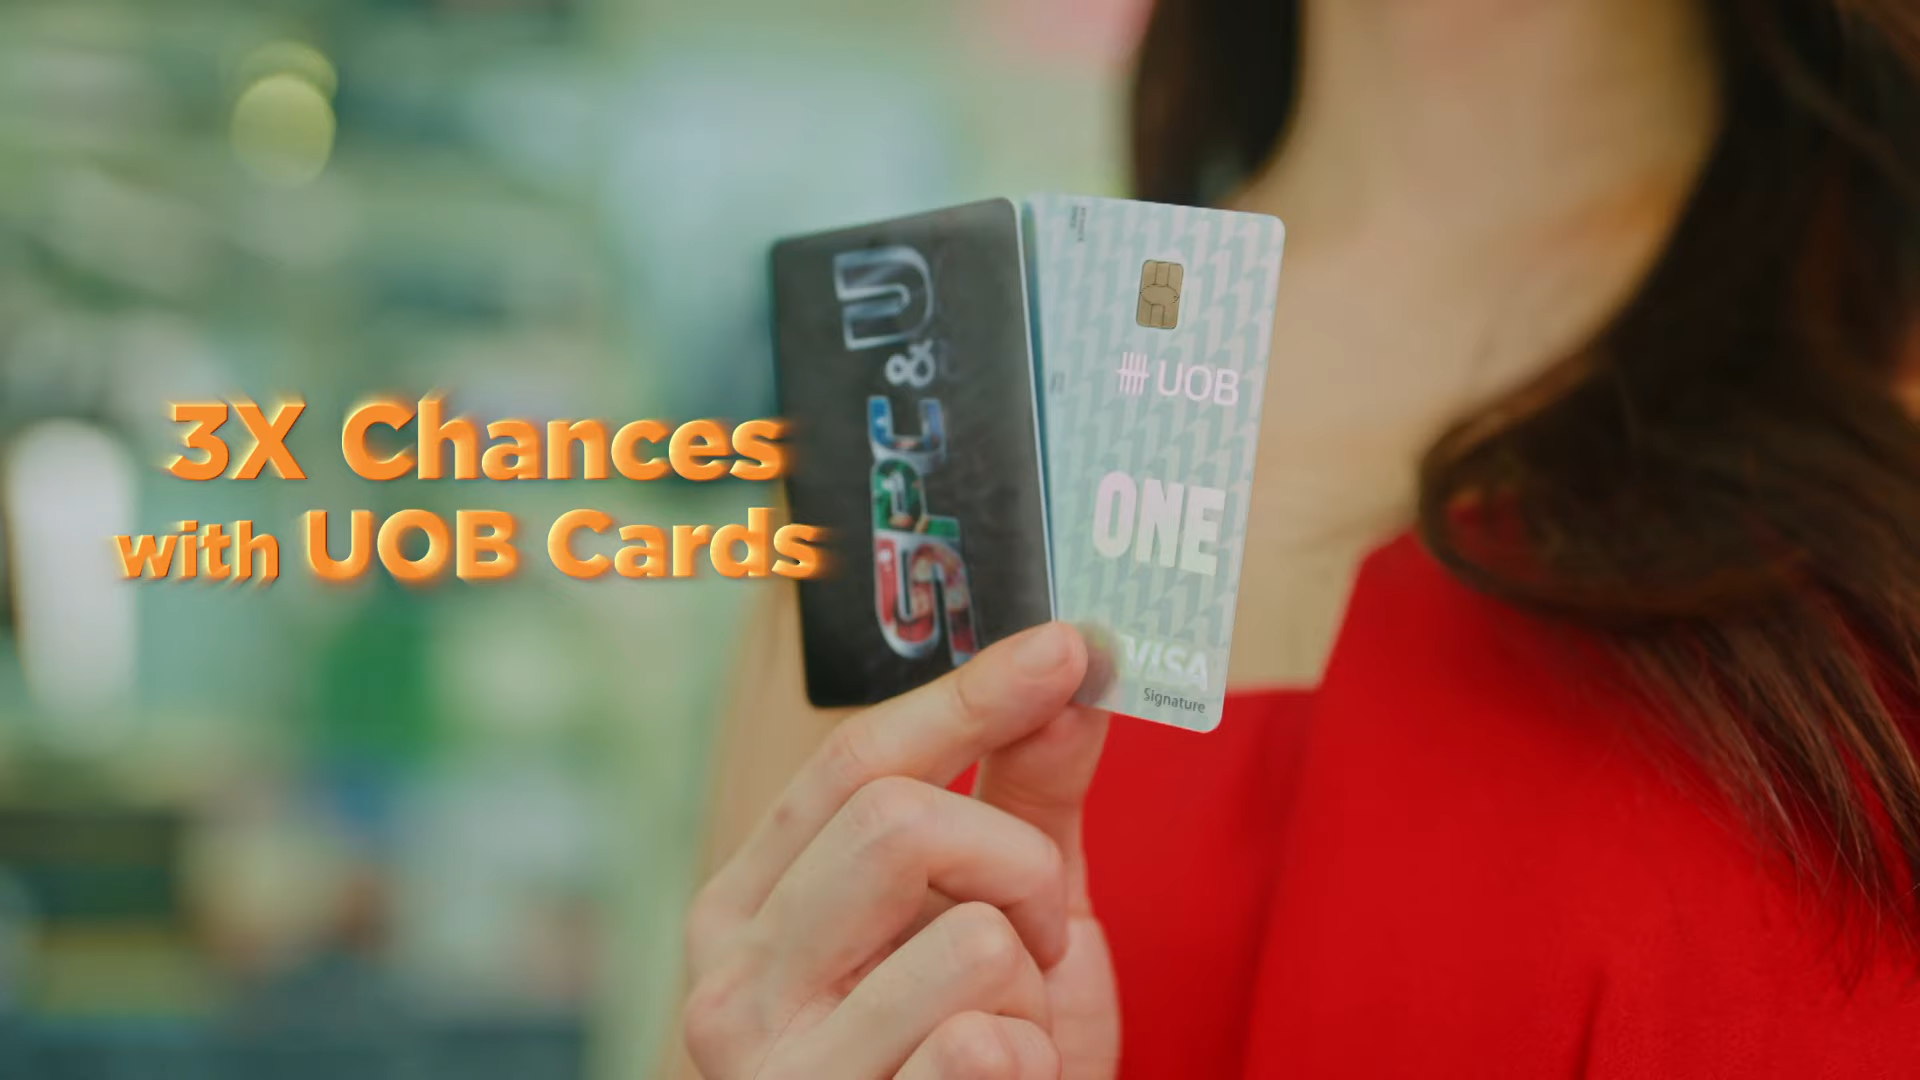 3X Chances
with UOB Cards
SPC & U
UOB
ONE
VISA
Signature